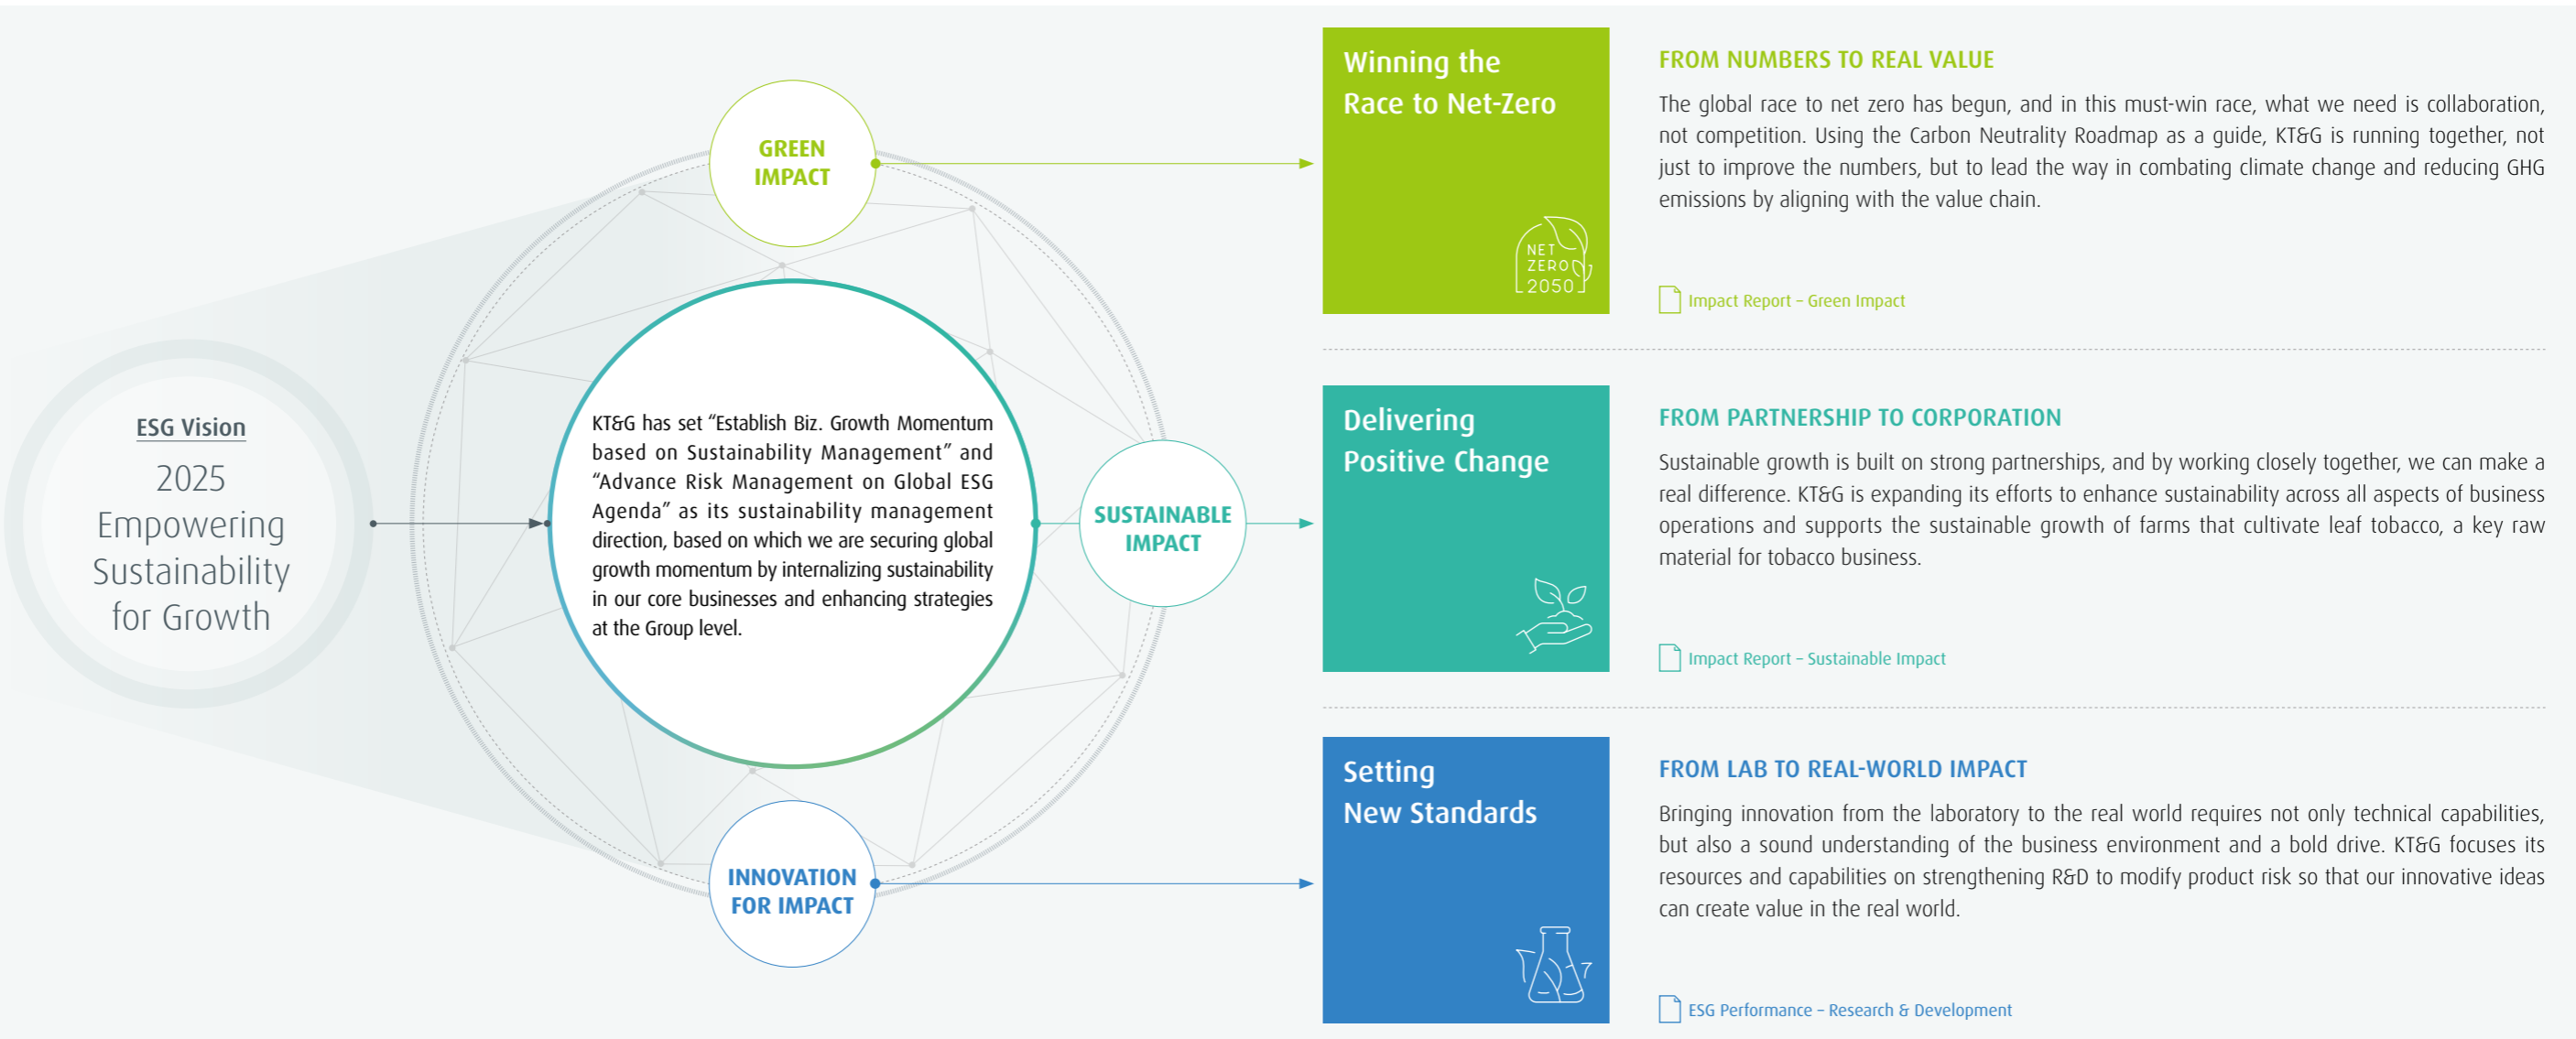 ESG Vision
2025
Empowering
Sustainability
for Growth
KT&G has set “Establish Biz. Growth Momentum
based on Sustainability Management” and
“Advance Risk Management on Global ESG
Agenda” as its sustainability management
direction, based on which we are securing global
growth momentum by internalizing sustainability
in our core businesses and enhancing strategies
at the Group level.
GREEN
IMPACT
Winning the
Race to Net-Zero
NET
ZERO
2050
FROM NUMBERS TO REAL VALUE
The global race to net zero has begun, and in this must-win race, what we need is collaboration,
not competition. Using the Carbon Neutrality Roadmap as a guide, KT&G is running together, not
just to improve the numbers, but to lead the way in combating climate change and reducing GHG
emissions by aligning with the value chain.
Impact Report – Green Impact
SUSTAINABLE
IMPACT
Delivering
Positive Change
FROM PARTNERSHIP TO CORPORATION
Sustainable growth is built on strong partnerships, and by working closely together, we can make a
real difference. KT&G is expanding its efforts to enhance sustainability across all aspects of business
operations and supports the sustainable growth of farms that cultivate leaf tobacco, a key raw
material for tobacco business.
Impact Report – Sustainable Impact
INNOVATION
FOR IMPACT
Setting
New Standards
FROM LAB TO REAL-WORLD IMPACT
Bringing innovation from the laboratory to the real world requires not only technical capabilities,
but also a sound understanding of the business environment and a bold drive. KT&G focuses its
resources and capabilities on strengthening R&D to modify product risk so that our innovative ideas
can create value in the real world.
ESG Performance – Research & Development